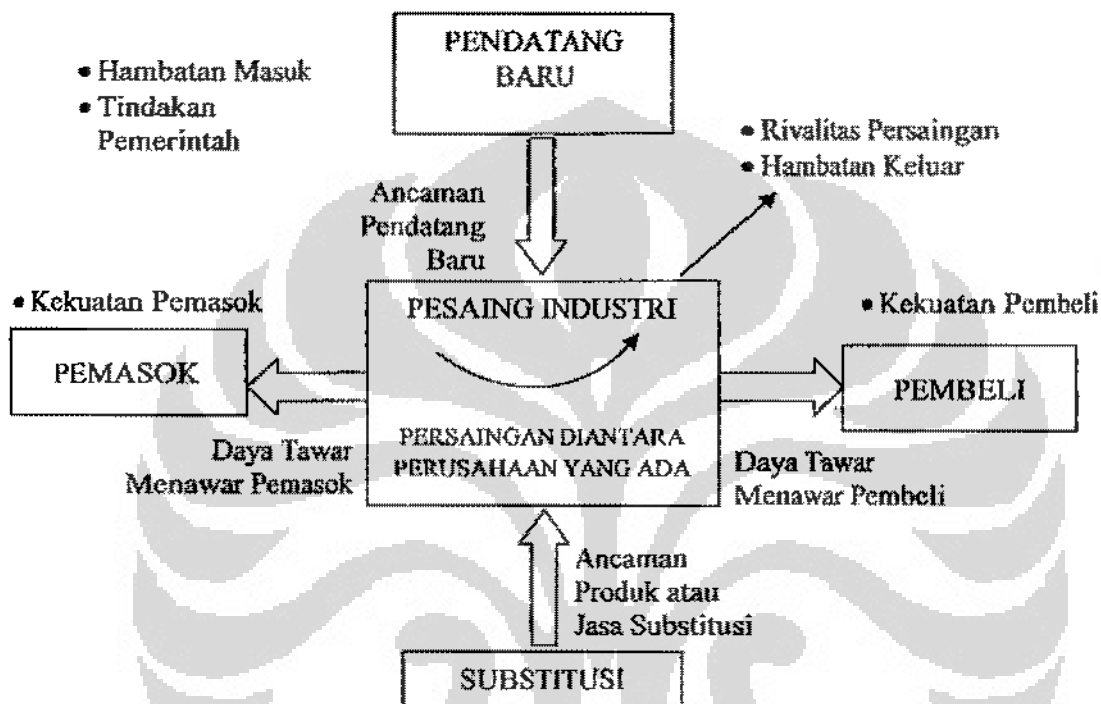 PENDATANG
BARU
• Hambatan Masuk
• Tindakan
Pemerintah
• Rivalitas Persaingan
• Hambatan Keluar
Ancaman
Pendatang
Baru
• Kekuatan Pemasok
PEMASOK
PESAING INDUSTRI
• Kekuatan Pembeli
PEMBELI
PERSAINGAN DIANTARA
PERUSAHAAN YANG ADA
Daya Tawar
Menawar Pemasok
Daya Tawar
Menawar Pembeli
Ancaman
Produk atau
Jasa Substitusi
SUBSTITUSI